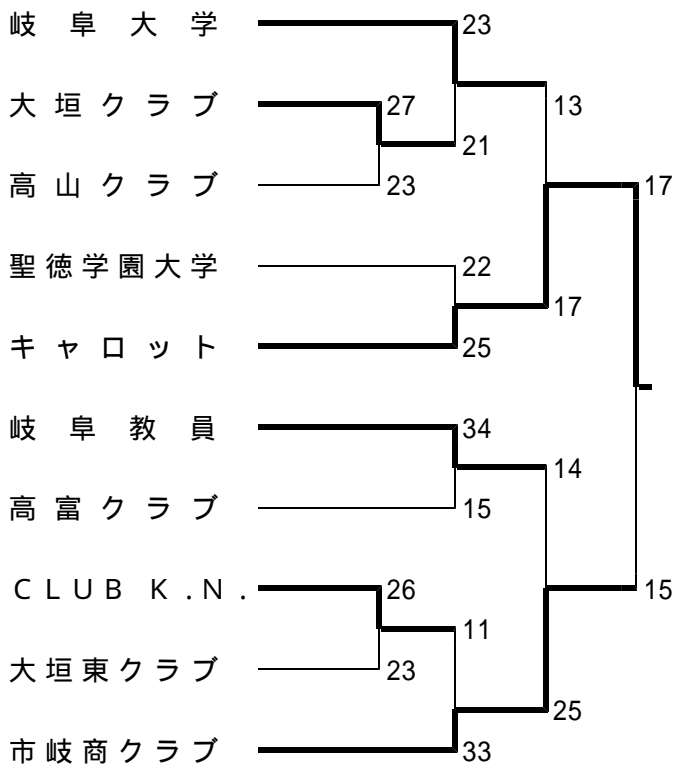 岐阜大学 23
大垣クラブ 27 13
21
高山クラブ 23 17
聖徳学園大学 22
17
キャロット 25
岐阜教員 34
14
高富クラブ 15
CLUB K.N. 26 15
11
大垣東クラブ 23
25
市岐商クラブ 33